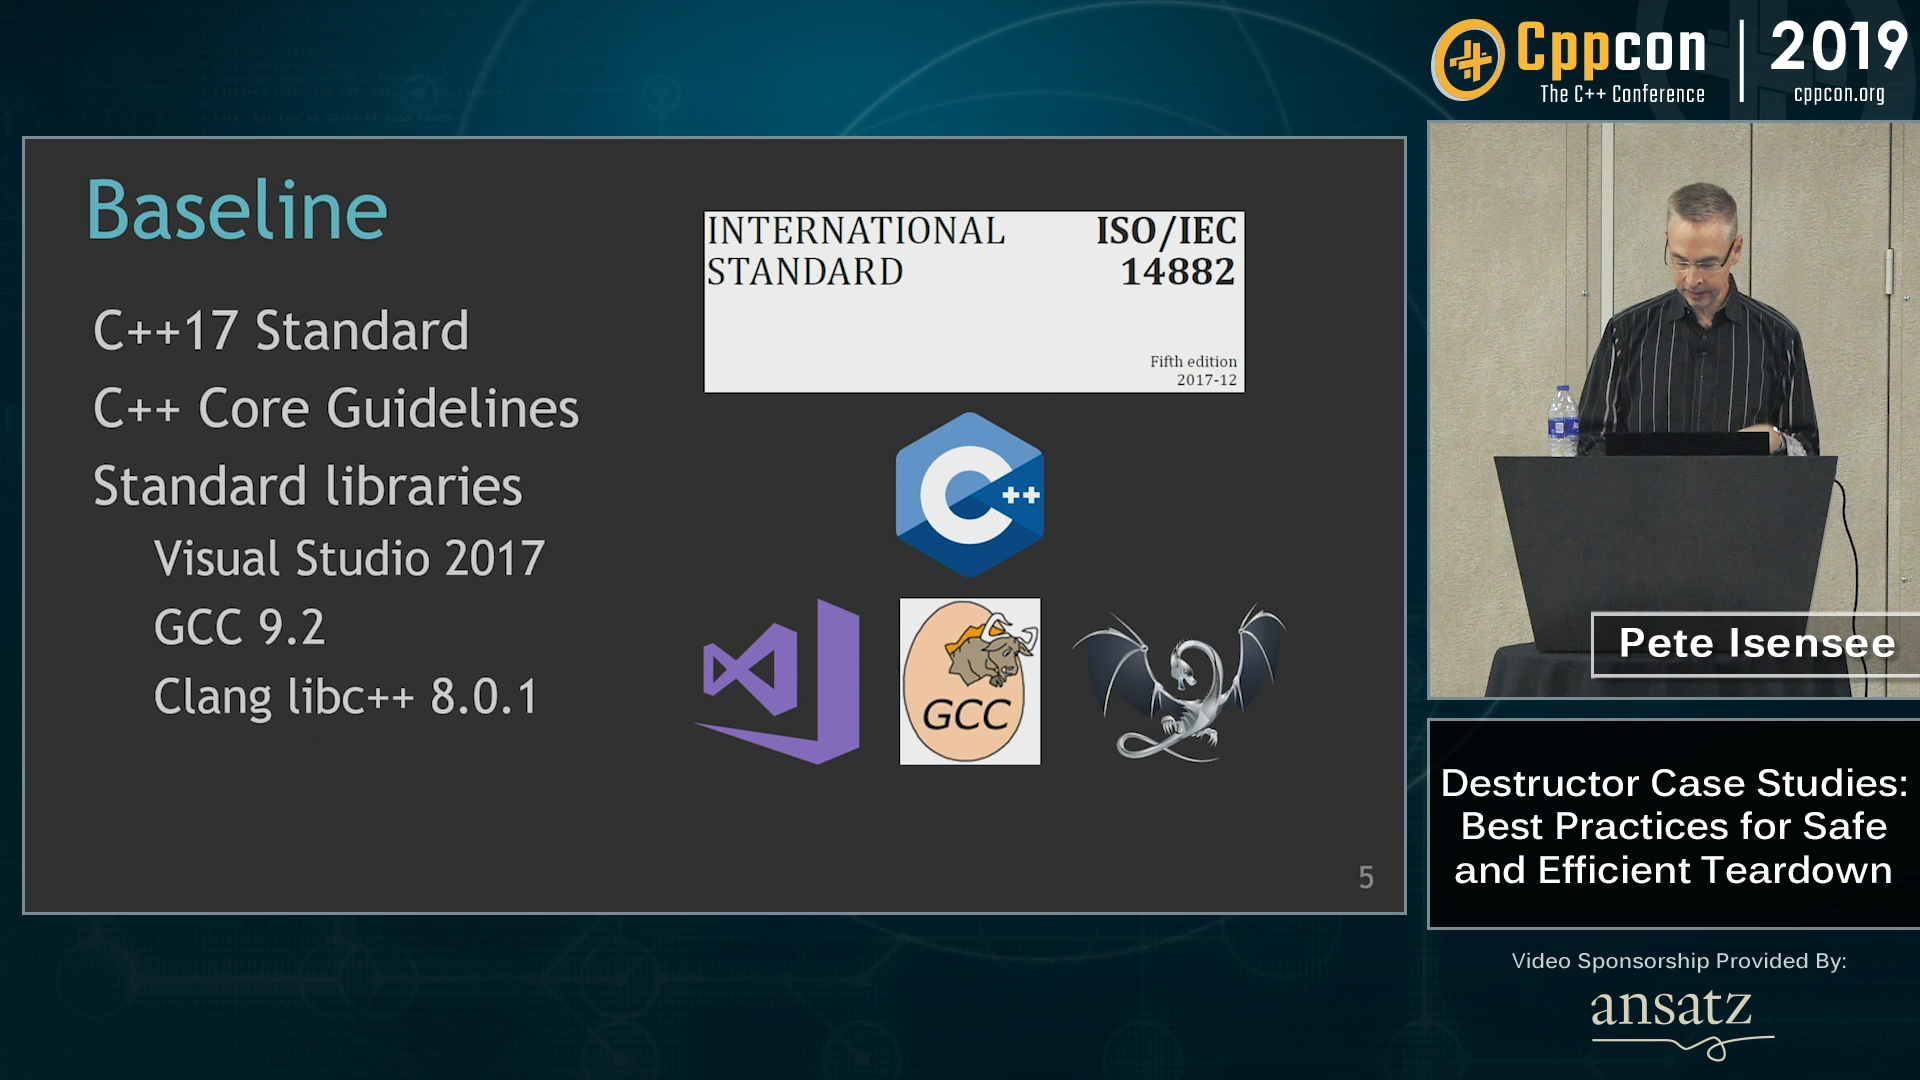 Cppcon
The C++ Conference
2019
cppcon.org
Baseline
C++17 Standard
C++ Core Guidelines
Standard libraries
Visual Studio 2017
GCC 9.2
Clang libc++ 8.0.1
INTERNATIONAL STANDARD
ISO/IEC 14882
Fifth edition
2017-12
C++
GCC
5
Pete Isensee
Destructor Case Studies:
Best Practices for Safe
and Efficient Teardown
Video Sponsorship Provided By:
ansatz